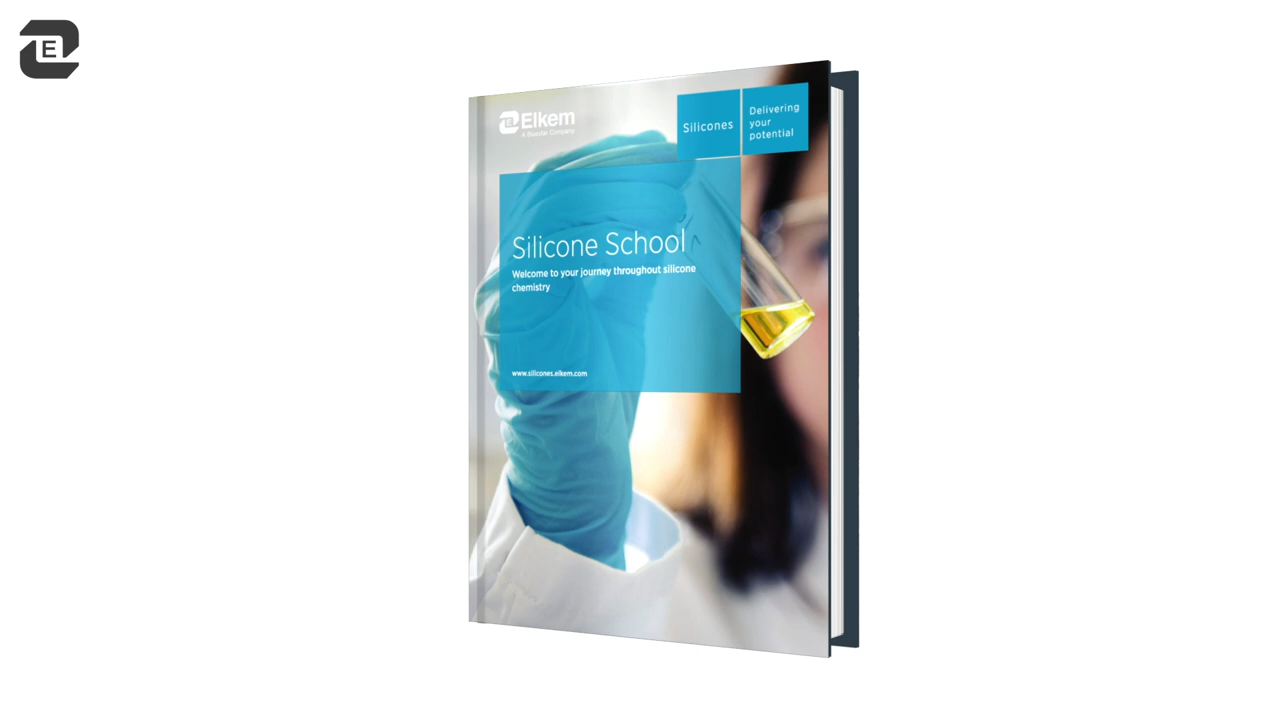 E
Elkem
A Bluestar Company
Silicones
Delivering
your
potential
Silicone School
Welcome to your journey throughout silicone
chemistry
www.silicones.elkem.com